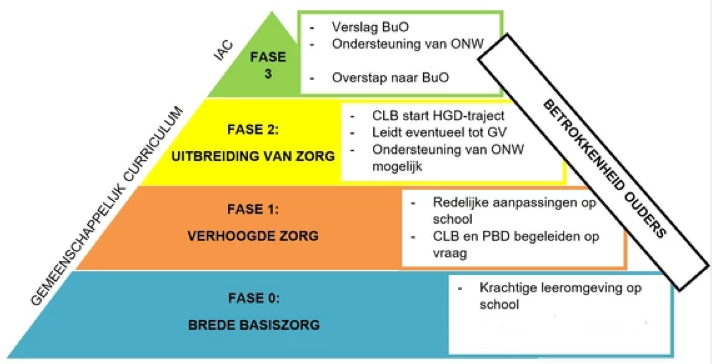 IAC
FASE
3
- Verslag BuO
- Ondersteuning van ONW
- Overstap naar BuO
GEMEENSCHAPPELIJK CURRICULUM
FASE 2:
UITBREIDING VAN ZORG
- CLB start HGD-traject
- Leidt eventueel tot GV
- Ondersteuning van ONW
mogelijk
BETROKKENHEID OUDERS
FASE 1:
VERHOOGDE ZORG
- Redelijke aanpassingen op
school
- CLB en PBD begeleiden op
vraag
FASE 0:
BREDE BASISZORG
- Krachtige leeromgeving op
school